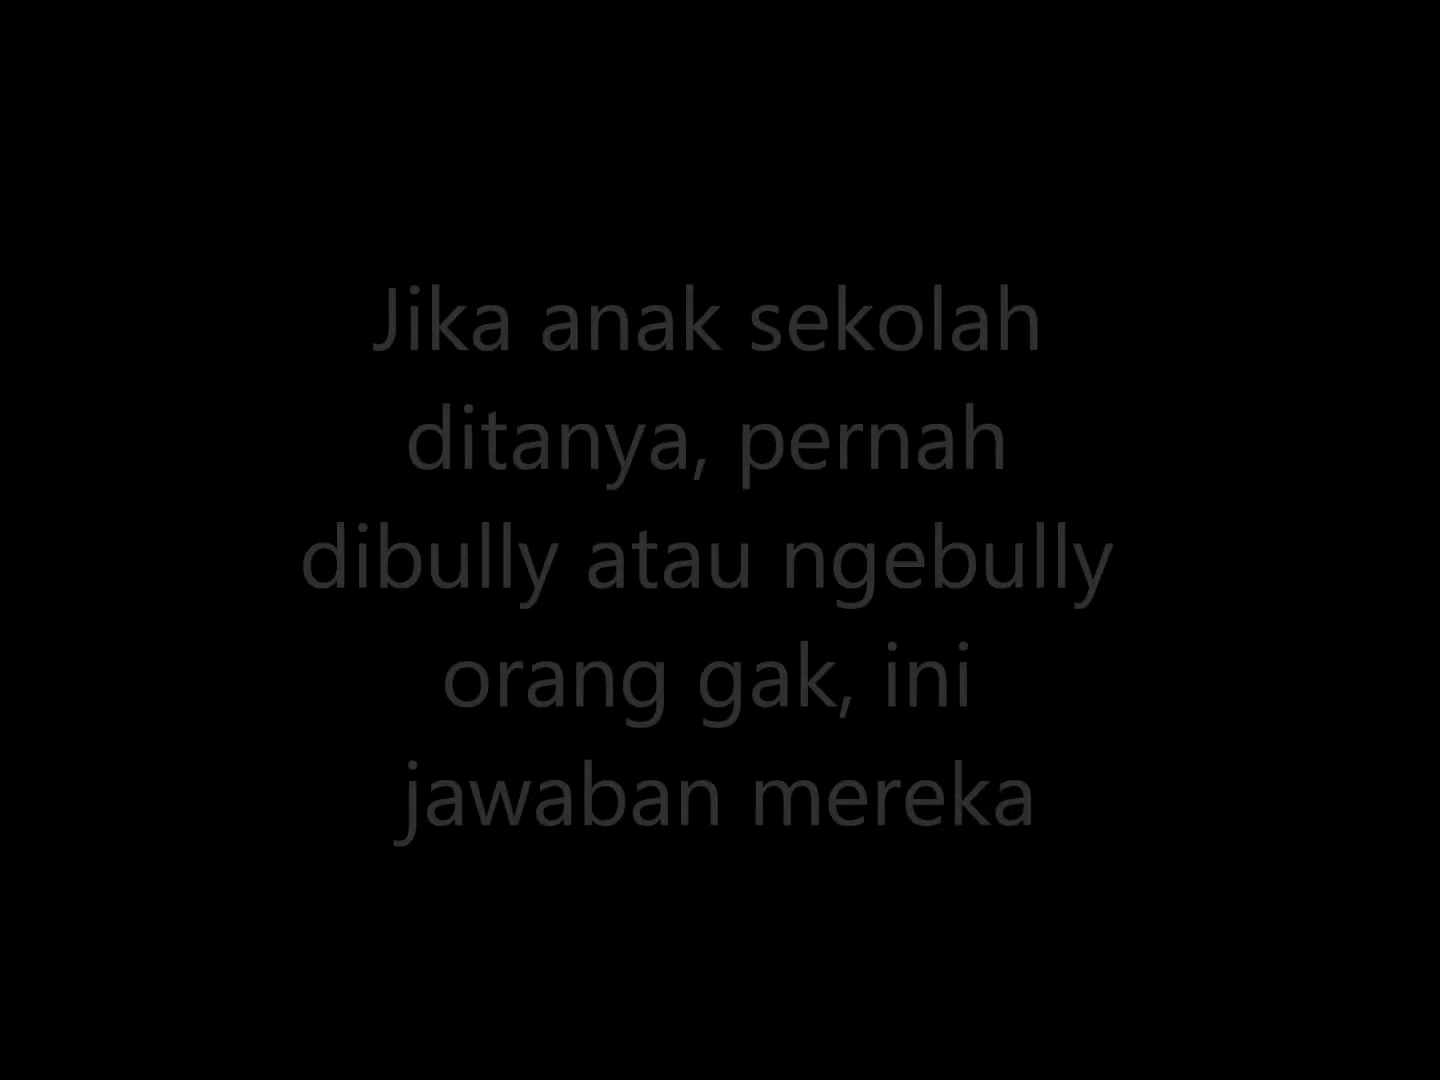 Jika anak sekolah
ditanya, pernah
dibully atau ngebully
orang gak, ini
jawaban mereka